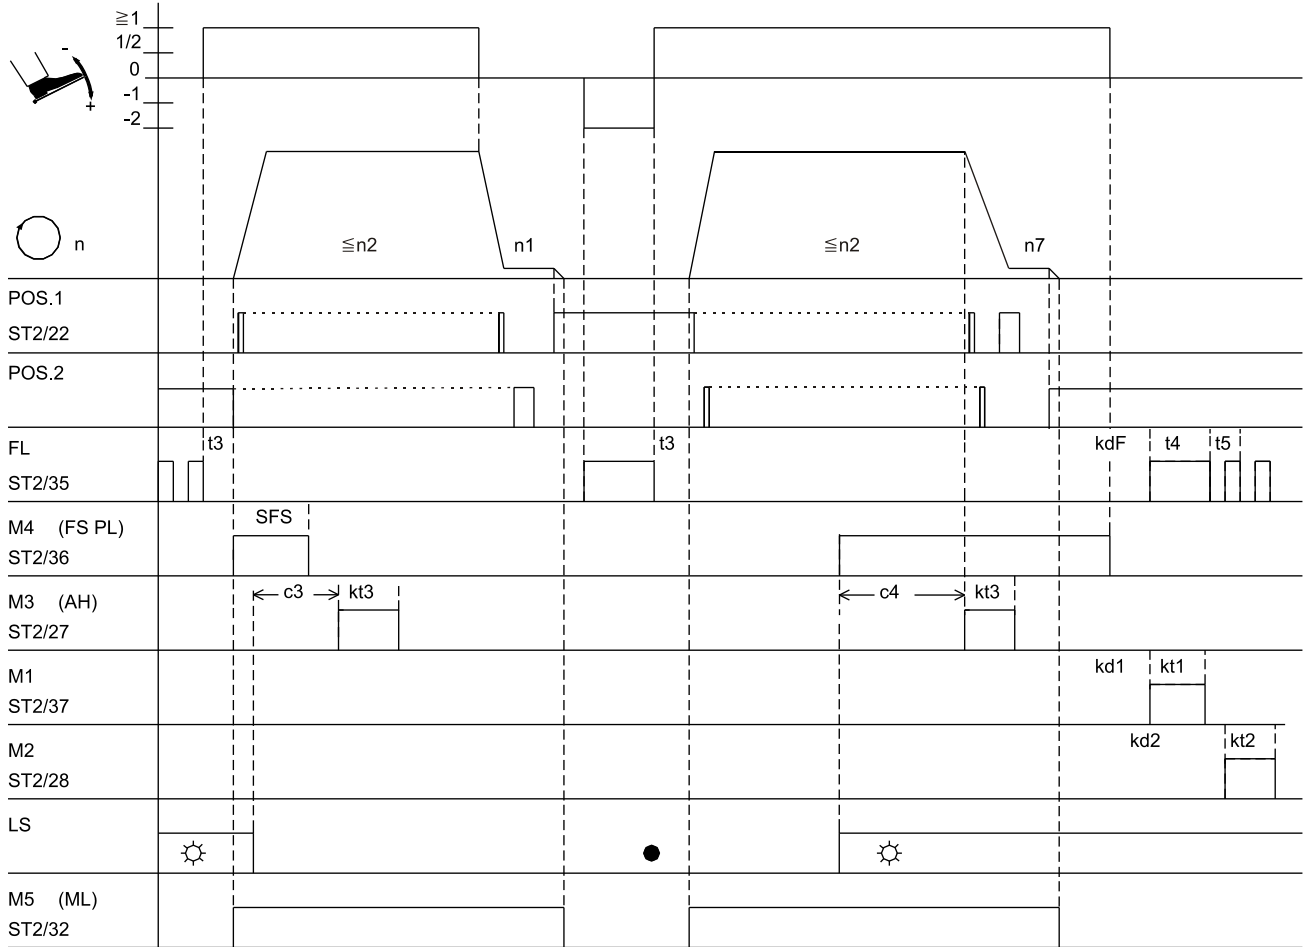 ≧1
1/2
0
-1
-2
-
+
n
≦n2
n1
≦n2
n7
POS.1
ST2/22
POS.2
FL
t3
t3
kdF
t4
t5
ST2/35
M4 (FS PL)
SFS
ST2/36
M3 (AH)
c3
kt3
c4
kt3
ST2/27
M1
kd1
kt1
ST2/37
M2
kd2
kt2
ST2/28
LS
M5 (ML)
ST2/32